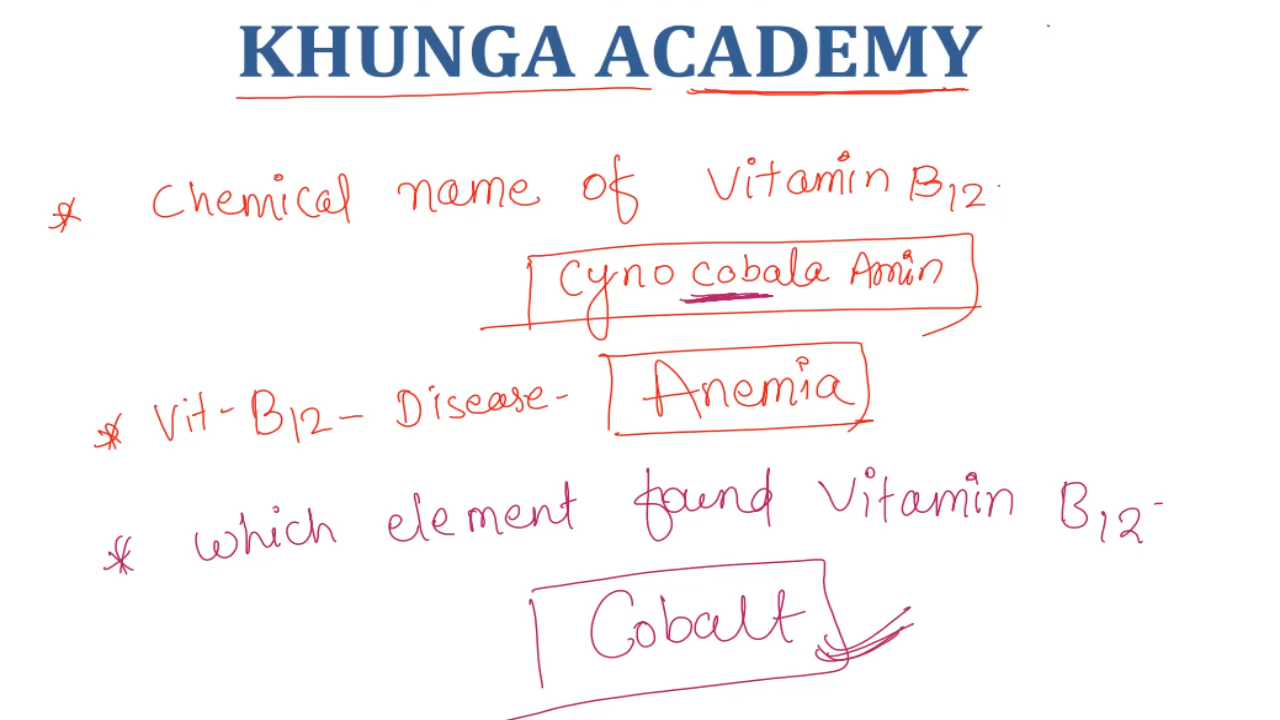 KHUNGA ACADEMY
* Chemical name of Vitamin B12.
Cyno cobala Amin
* Vit-B12- Disease- Anemia
* which element found Vitamin B12-
Cobalt